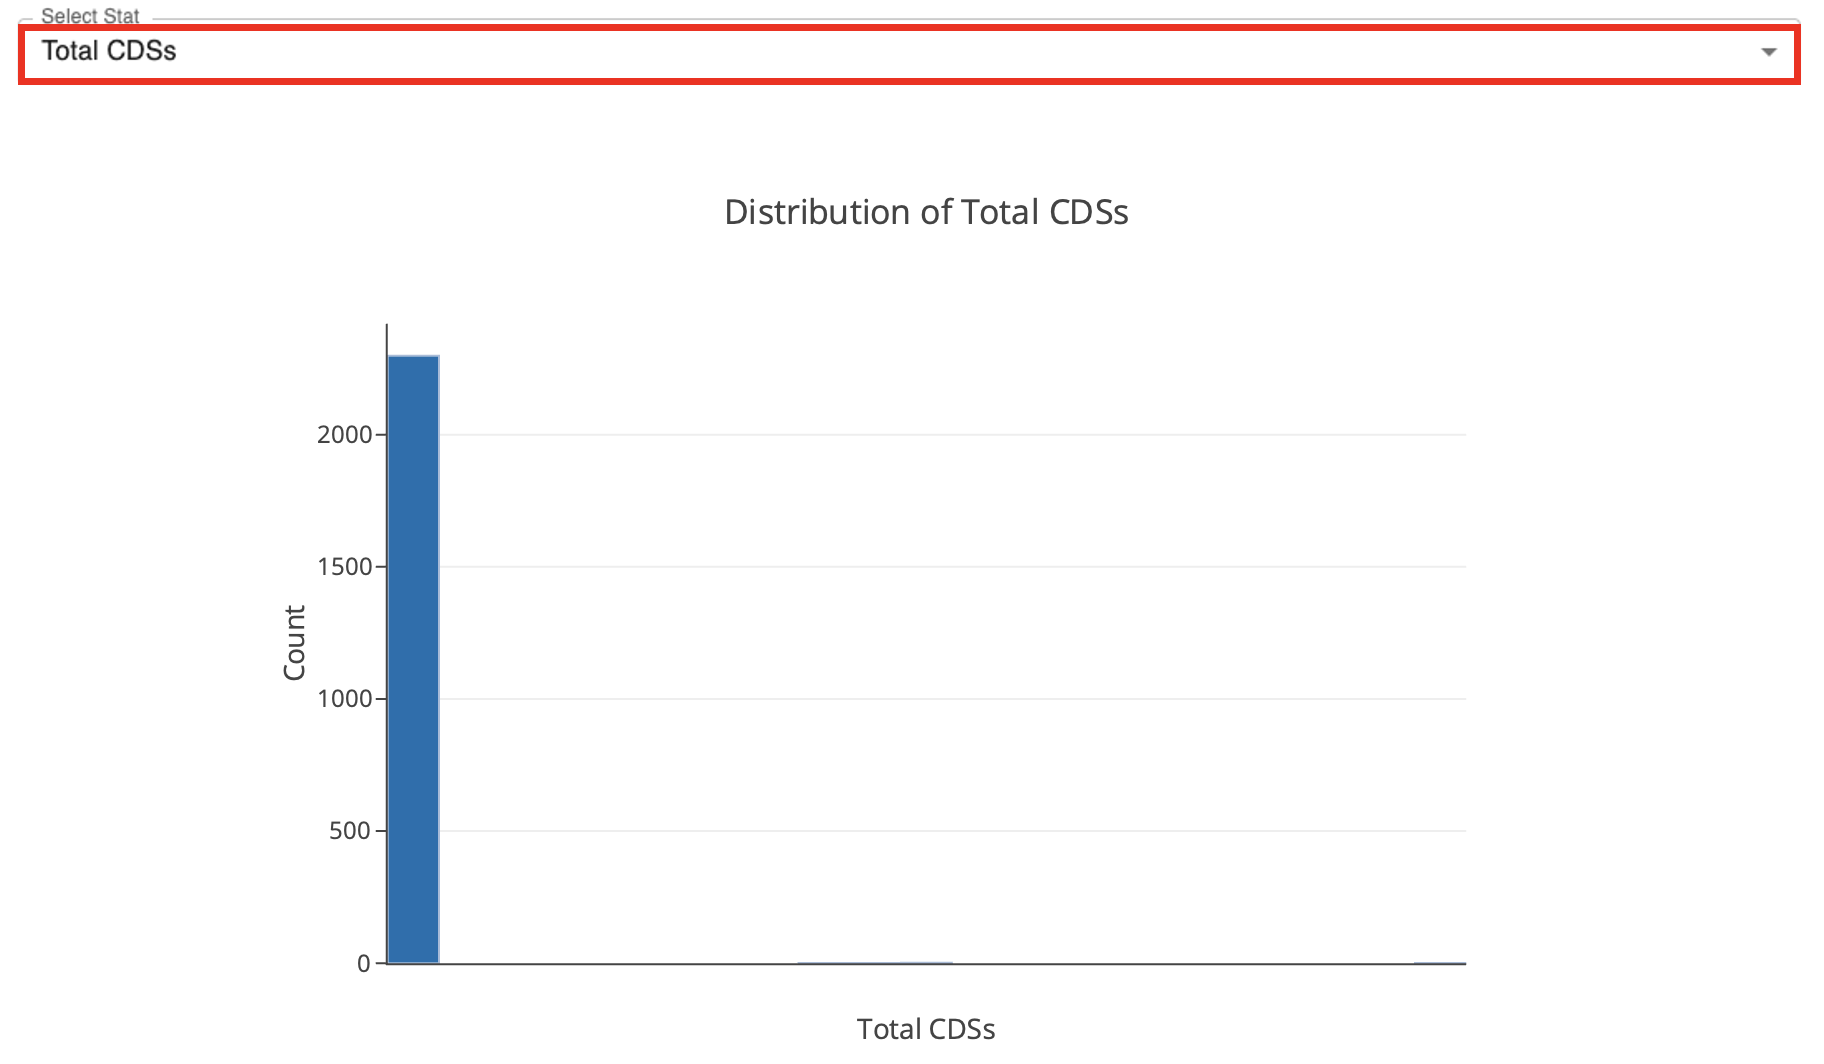 Select Stat
Total CDSs
Distribution of Total CDSs
2000
1500
1000
500
0
Count
Total CDSs